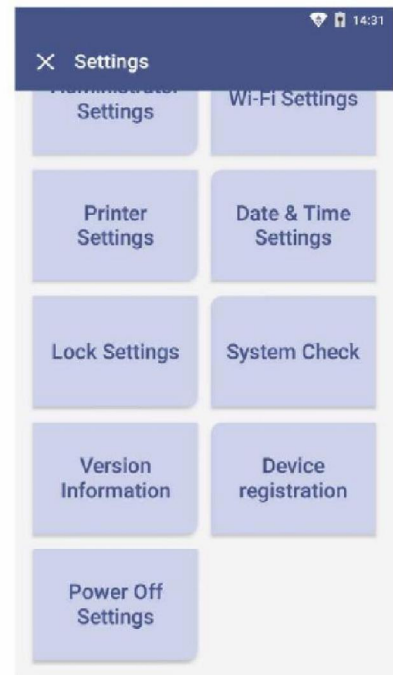 14:31
Settings
Administrator
Settings
Wi-Fi Settings
Printer
Settings
Date & Time
Settings
Lock Settings
System Check
Version
Information
Device
registration
Power Off
Settings